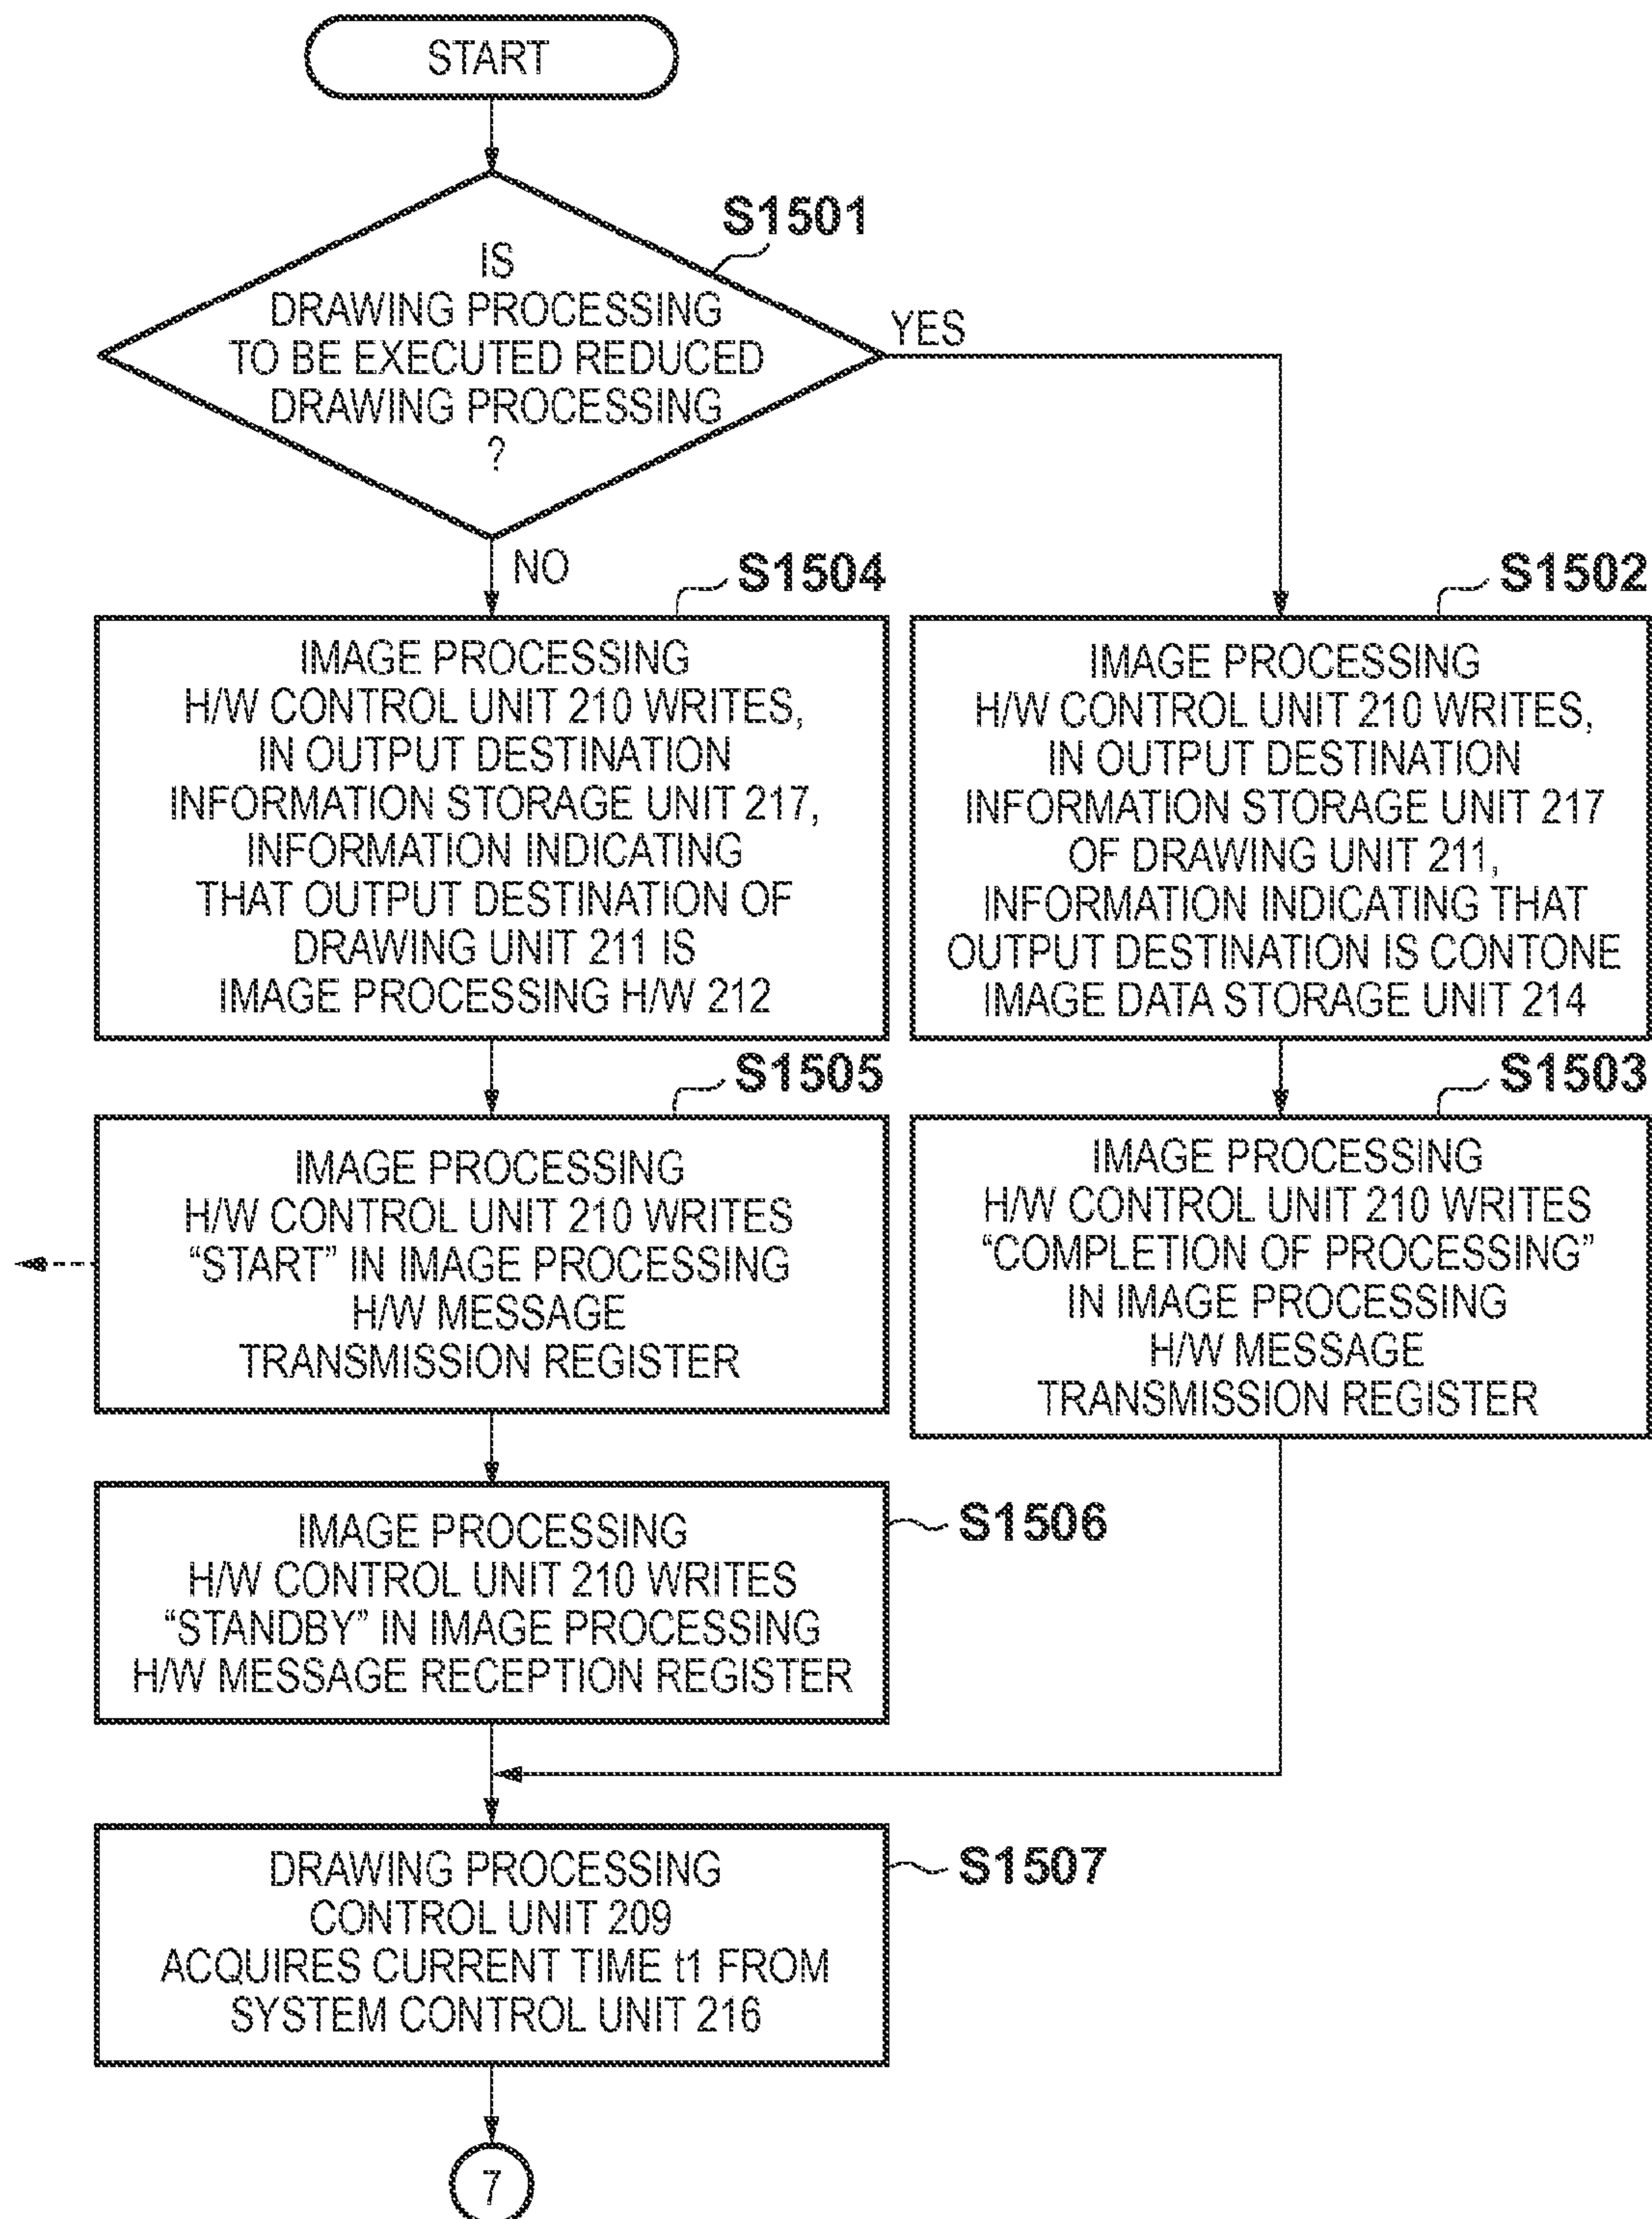 START
S1501
IS
DRAWING PROCESSING
TO BE EXECUTED REDUCED
DRAWING PROCESSING
?
YES
NO
S1504
IMAGE PROCESSING
H/W CONTROL UNIT 210 WRITES,
IN OUTPUT DESTINATION
INFORMATION STORAGE UNIT 217,
INFORMATION INDICATING
THAT OUTPUT DESTINATION OF
DRAWING UNIT 211 IS
IMAGE PROCESSING H/W 212
S1502
IMAGE PROCESSING
H/W CONTROL UNIT 210 WRITES,
IN OUTPUT DESTINATION
INFORMATION STORAGE UNIT 217
OF DRAWING UNIT 211,
INFORMATION INDICATING THAT
OUTPUT DESTINATION IS CONTONE
IMAGE DATA STORAGE UNIT 214
S1505
IMAGE PROCESSING
H/W CONTROL UNIT 210 WRITES
“START” IN IMAGE PROCESSING
H/W MESSAGE
TRANSMISSION REGISTER
S1503
IMAGE PROCESSING
H/W CONTROL UNIT 210 WRITES
“COMPLETION OF PROCESSING”
IN IMAGE PROCESSING
H/W MESSAGE
TRANSMISSION REGISTER
S1506
IMAGE PROCESSING
H/W CONTROL UNIT 210 WRITES
“STANDBY” IN IMAGE PROCESSING
H/W MESSAGE RECEPTION REGISTER
S1507
DRAWING PROCESSING
CONTROL UNIT 209
ACQUIRES CURRENT TIME t1 FROM
SYSTEM CONTROL UNIT 216
7